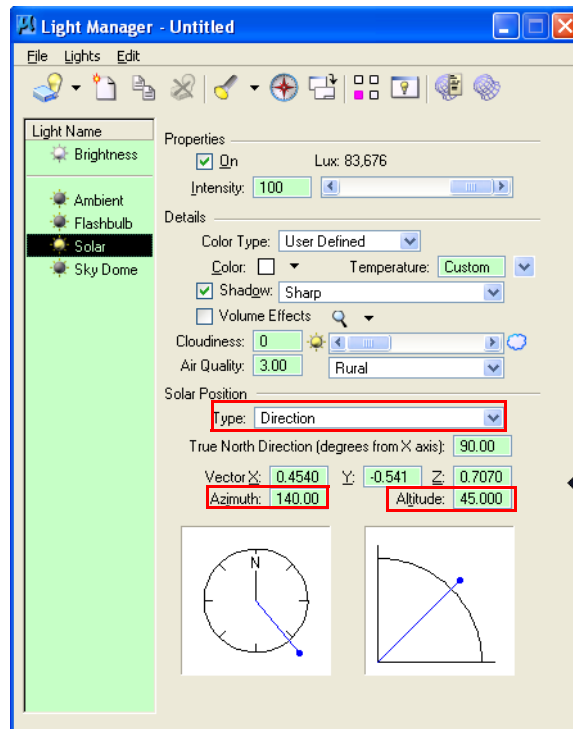 Light Manager - Untitled
File Lights Edit
Light Name
Brightness
Ambient
Flashbulb
Solar
Sky Dome
Properties
On Lux: 83,676
Intensity: 100
Details
Color Type: User Defined
Color: Temperature: Custom
Shadow: Sharp
Volume Effects
Cloudiness: 0
Air Quality: 3.00 Rural
Solar Position
Type: Direction
True North Direction (degrees from X axis): 90.00
Vector X: 0.4540 Y: -0.541 Z: 0.7070
Azimuth: 140.00 Altitude: 45.000
N